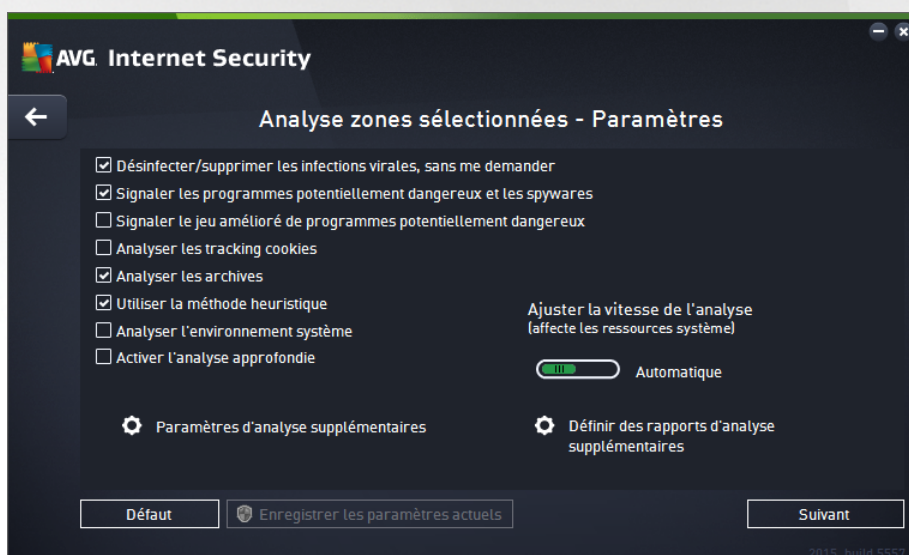 AVG. Internet Security
Analyse zones sélectionnées - Paramètres
Désinfecter/supprimer les infections virales, sans me demander
Signaler les programmes potentiellement dangereux et les spywares
Signaler le jeu amélioré de programmes potentiellement dangereux
Analyser les tracking cookies
Analyser les archives
Utiliser la méthode heuristique
Analyser l'environnement système
Activer l'analyse approfondie
Ajuster la vitesse de l'analyse
(affecte les ressources système)
Automatique
Paramètres d'analyse supplémentaires
Définir des rapports d'analyse
supplémentaires
Défaut
Enregistrer les paramètres actuels
Suivant
2015, build 5557